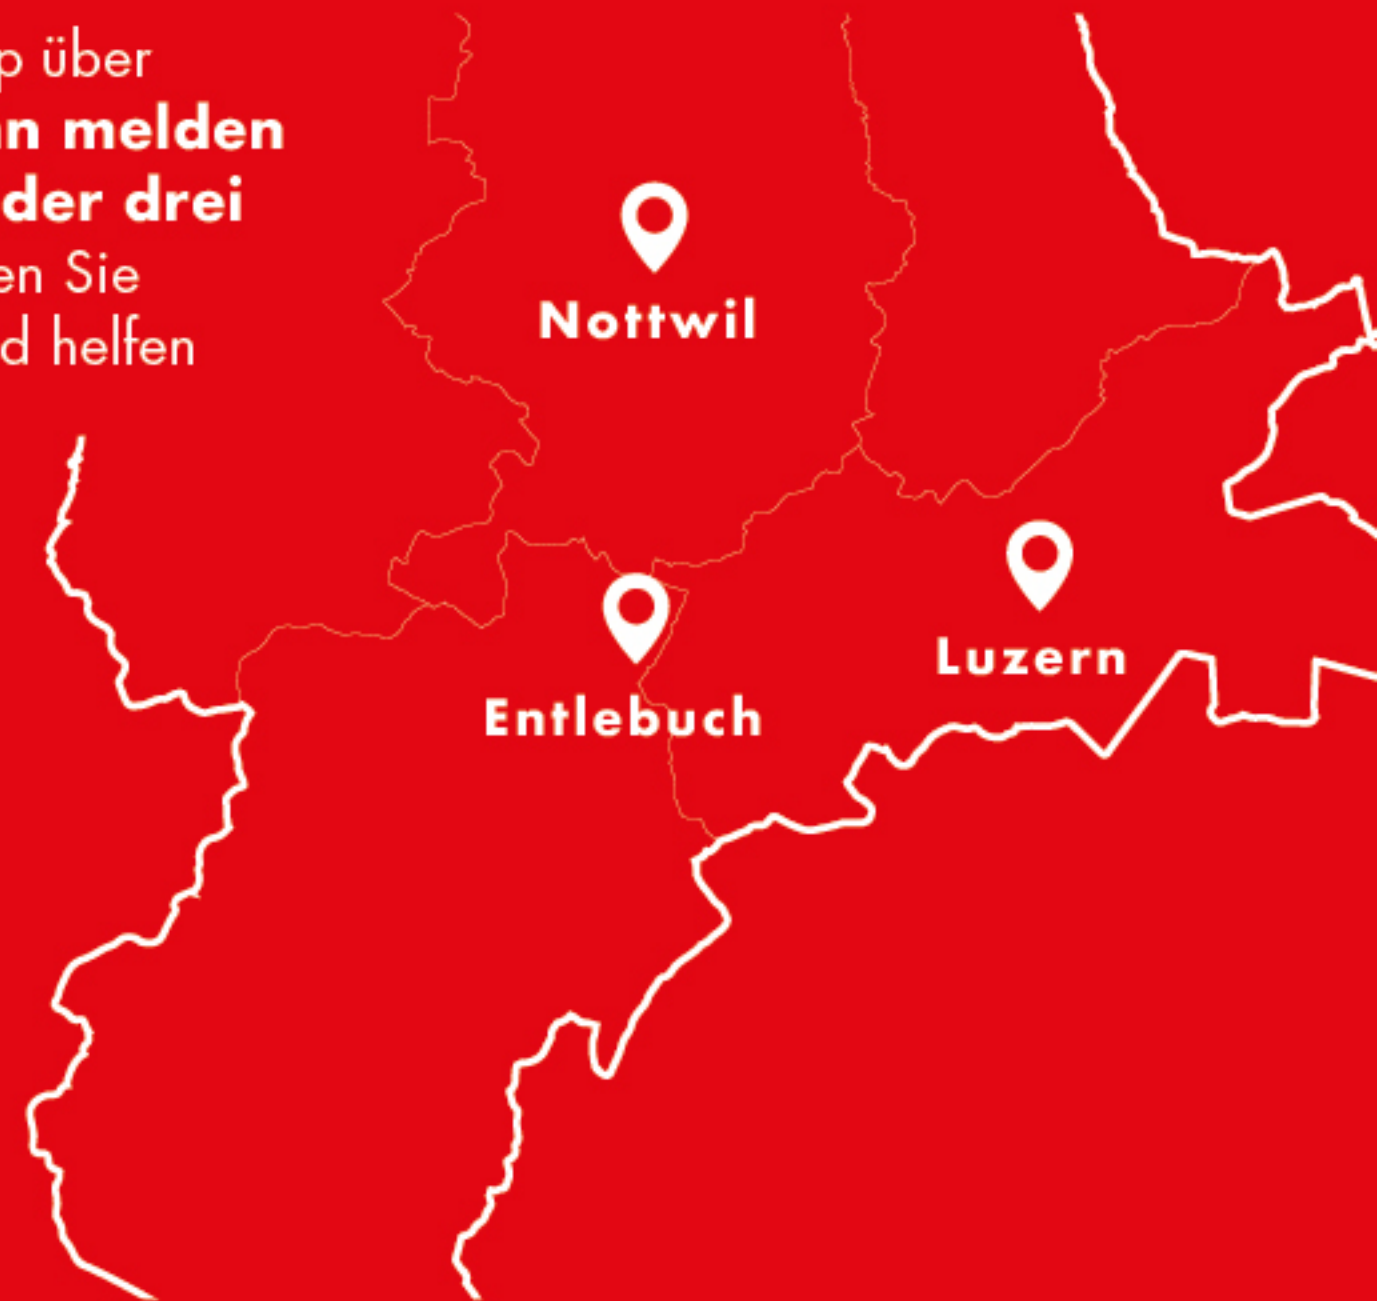 p über
n melden
der drei
en Sie
d helfen
Nottwil
Luzern
Entlebuch